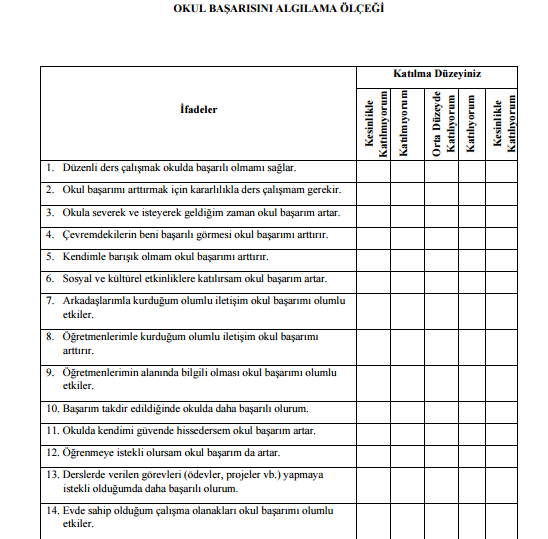 OKUL BAŞARISINI ALGILAMA ÖLÇEĞİ
İfadeler
Katılma Düzeyiniz
Kesinlikle
Katılmıyorum
Katılmıyorum
Orta Düzeyde
Katılıyorum
Katılıyorum
Kesinlikle
Katılıyorum
1. Düzenli ders çalışmak okulda başarılı olmamı sağlar.
2. Okul başarımı arttırmak için kararlılıkla ders çalışmam gerekir.
3. Okula severek ve isteyerek geldiğim zaman okul başarım artar.
4. Çevremdekilerin beni başarılı görmesi okul başarımı arttırır.
5. Kendimle barışık olmam okul başarımı arttırır.
6. Sosyal ve kültürel etkinliklere katılırsam okul başarım artar.
7. Arkadaşlarımla kurduğum olumlu iletişim okul başarımı olumlu
etkiler.
8. Öğretmenlerimle kurduğum olumlu iletişim okul başarımı
arttırır.
9. Öğretmenlerimin alanında bilgili olması okul başarımı olumlu
etkiler.
10. Başarım takdir edildiğinde okulda daha başarılı olurum.
11. Okulda kendimi güvende hissedersem okul başarım artar.
12. Öğrenmeye istekli olursam okul başarım da artar.
13. Derslerde verilen görevleri (ödevler, projeler vb.) yapmaya
istekli olduğumda daha başarılı olurum.
14. Evde sahip olduğum çalışma olanakları okul başarımı olumlu
etkiler.